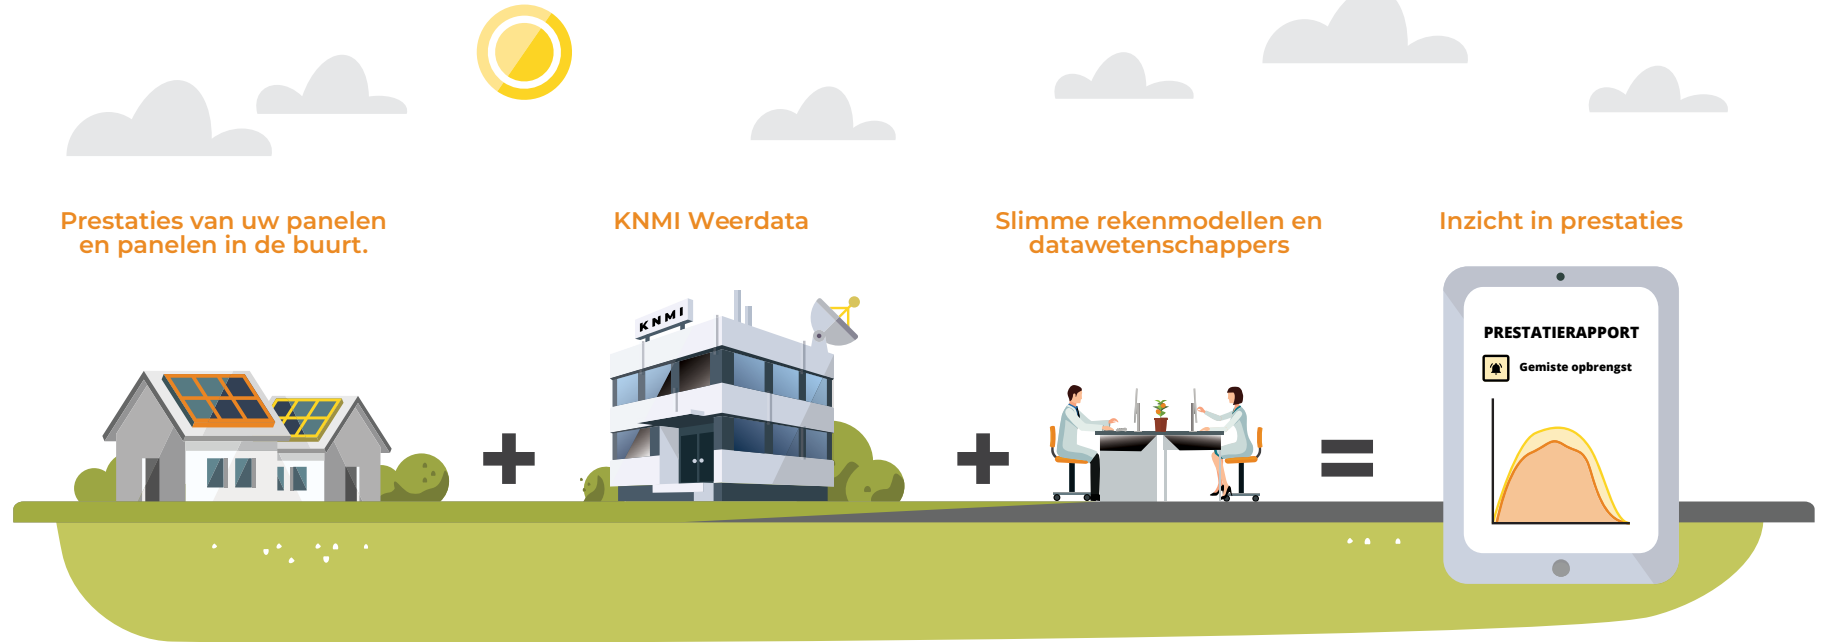 Prestaties van uw panelen
en panelen in de buurt.
KNMI Weerdata
Slimme rekenmodellen en
datawetenschappers
Inzicht in prestaties
KNMI
PRESTATIERAPPORT
Gemiste opbrengst